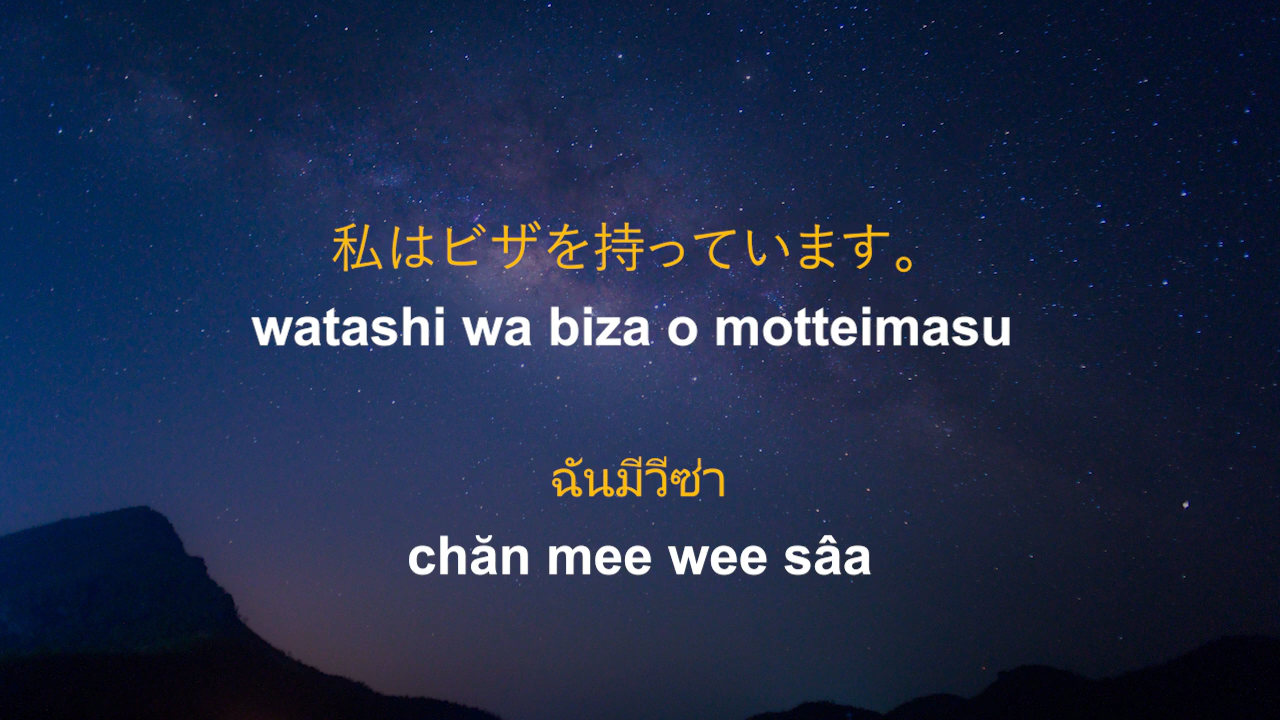 私はビザを持っています。
watashi wa biza o motteimasu
ฉันมีวีซ่า
chăn mee wee sâa